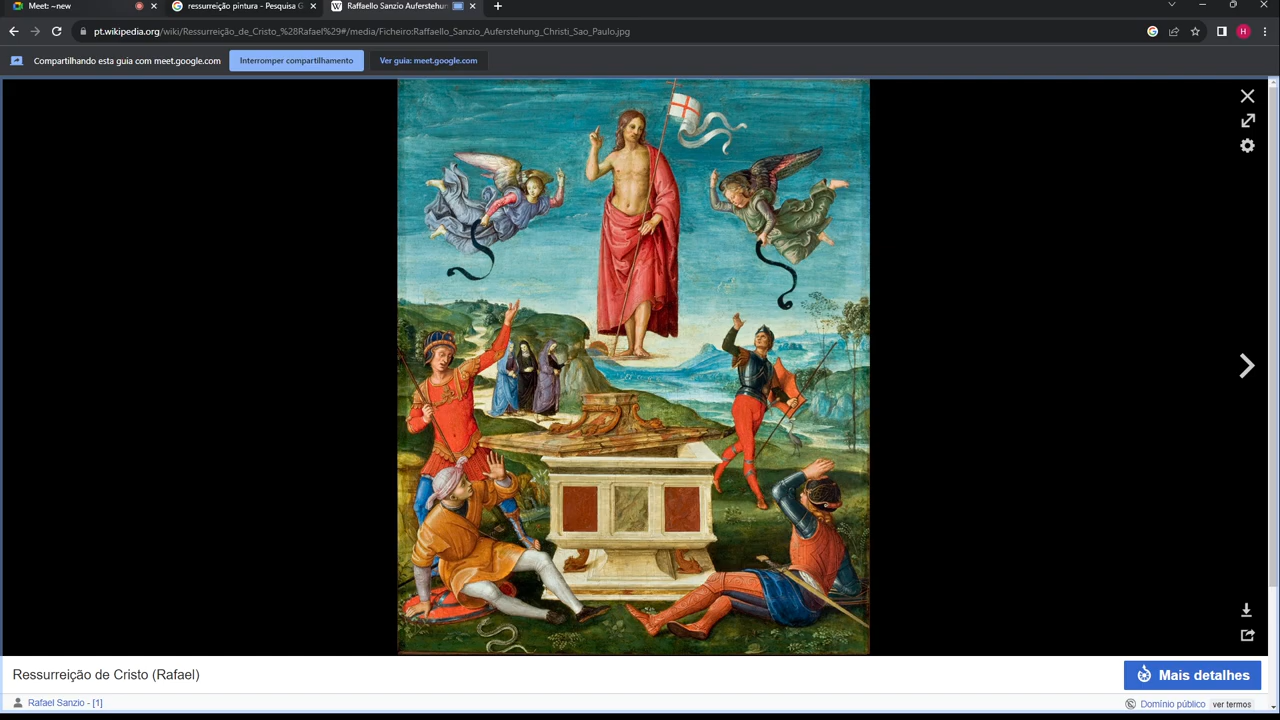 Meet: ~new
ressurreição pintura - Pesquisa G
Raffaello Sanzio Auferstehun
pt.wikipedia.org/wiki/Ressurreição_de_Cristo_%28Rafael%29#/media/Ficheiro:Raffaello_Sanzio_Auferstehung_Christi_Sao_Paulo.jpg
H
Compartilhando esta guia com meet.google.com
Interromper compartilhamento
Ver guia: meet.google.com
Ressurreição de Cristo (Rafael)
Mais detalhes
Rafael Sanzio - [1]
Domínio público
ver termos